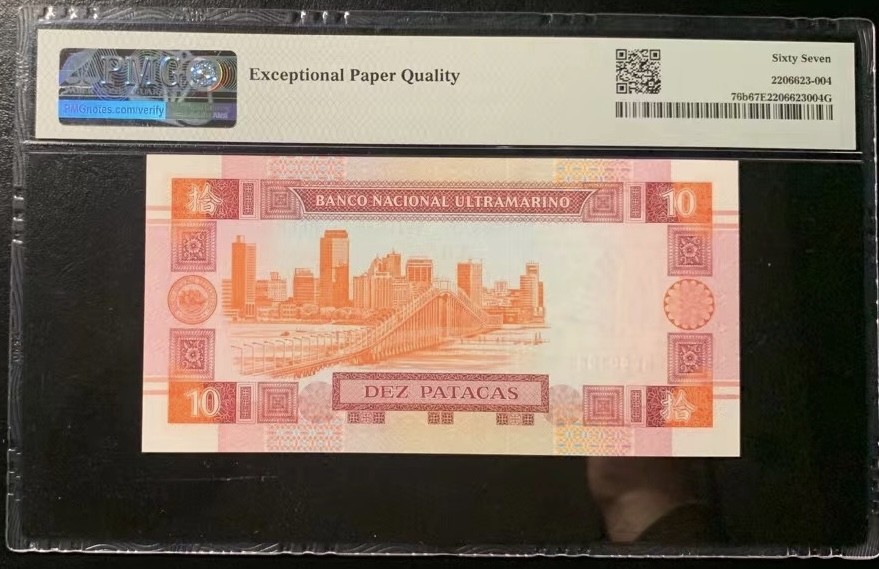 PMG
PMGnotes.com/verify
Exceptional Paper Quality
Sixty Seven
2206623-004
76b67E2206623004G
拾
BANCO NACIONAL ULTRAMARINO
10
10
DEZ PATACAS
拾